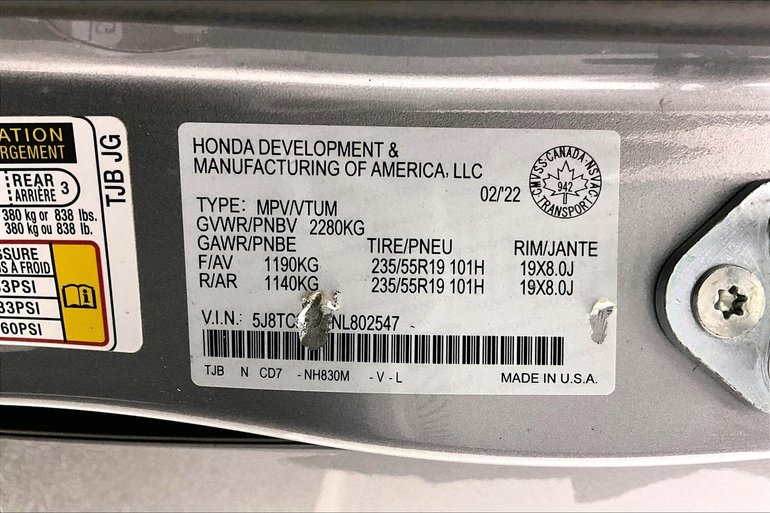 ATION
RGEMENT
REAR 3
ARRIÈRE
380 kg or 838 lbs.
380 kg ou 838 lb.
SSURE
S À FROID
3PSI
33PSI
60PSI
TJB JG
HONDA DEVELOPMENT &
MANUFACTURING OF AMERICA, LLC
02/'22
CMVSS·CANADA·NSVAC
942
TRANSPORT
TYPE: MPV/VTUM
GVWR/PNBV 2280KG
GAWR/PNBE TIRE/PNEU RIM/JANTE
F/AV 1190KG 235/55R19 101H 19X8.0J
R/AR 1140KG 235/55R19 101H 19X8.0J
V.I.N.: 5J8TC NL802547
TJB N CD7 -NH830M -V-L MADE IN U.S.A.